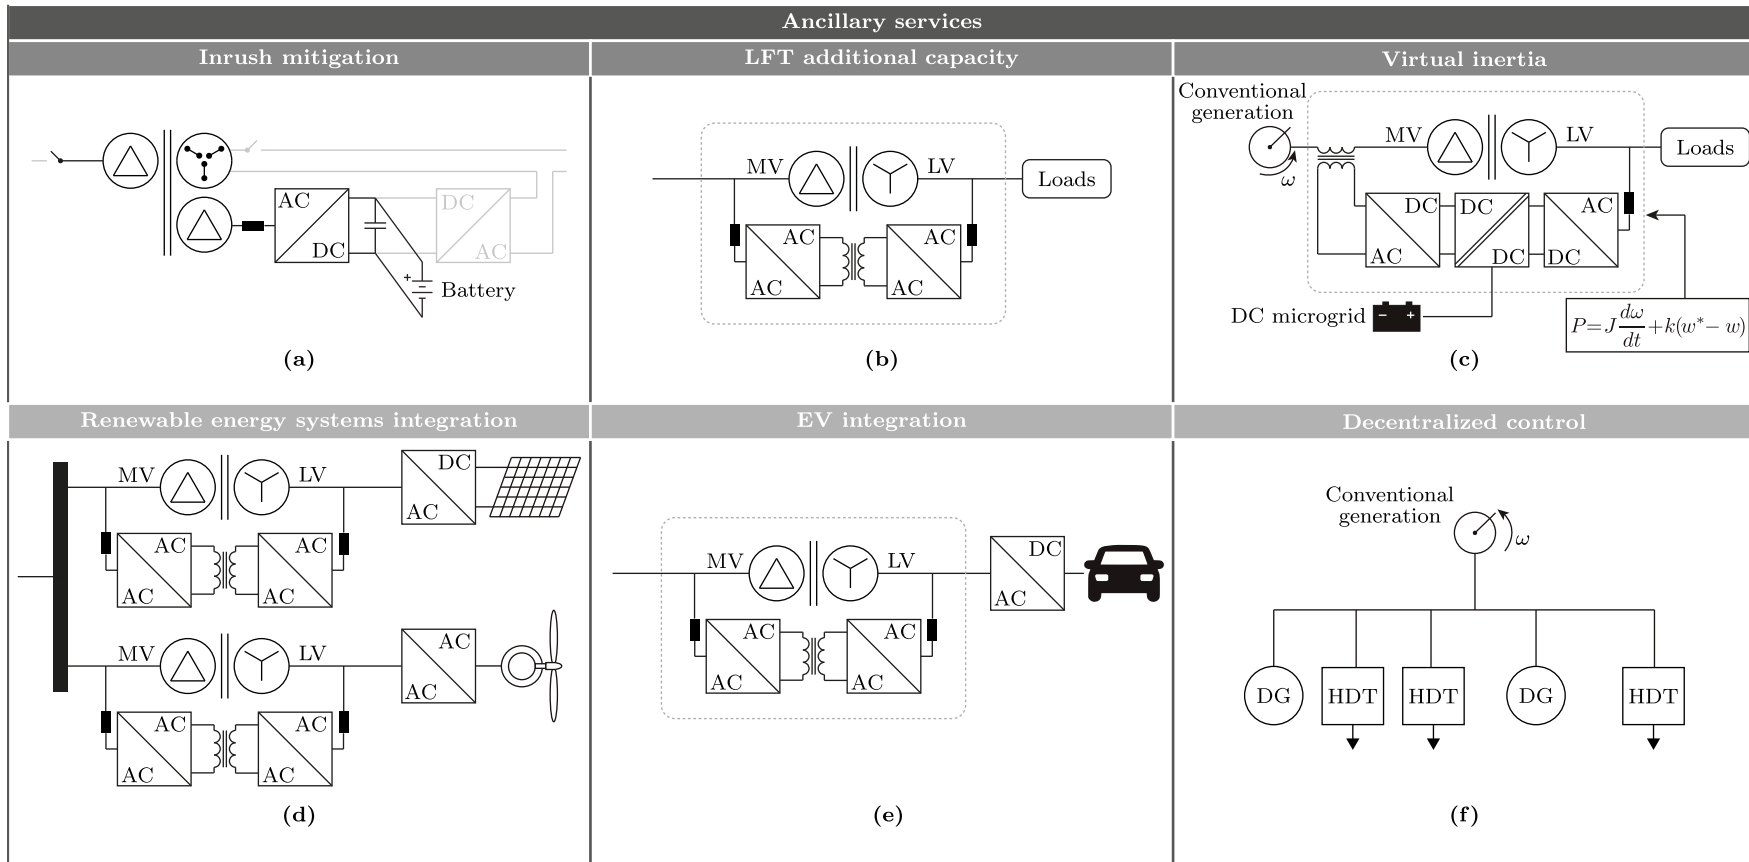 Ancillary services
Inrush mitigation
LFT additional capacity
Virtual inertia
AC
DC
DC
AC
+
Battery
(a)
MV
LV
Loads
AC
AC
AC
AC
(b)
Conventional
generation
ω
MV
LV
Loads
DC
AC
DC
DC
AC
DC
DC microgrid
− +
P=J dω/dt +k(w*− w)
(c)
Renewable energy systems integration
EV integration
Decentralized control
MV
LV
DC
AC
AC
AC
AC
AC
MV
LV
AC
AC
AC
AC
AC
AC
(d)
MV
LV
DC
AC
AC
AC
AC
AC
(e)
Conventional
generation
ω
DG
HDT
HDT
DG
HDT
(f)